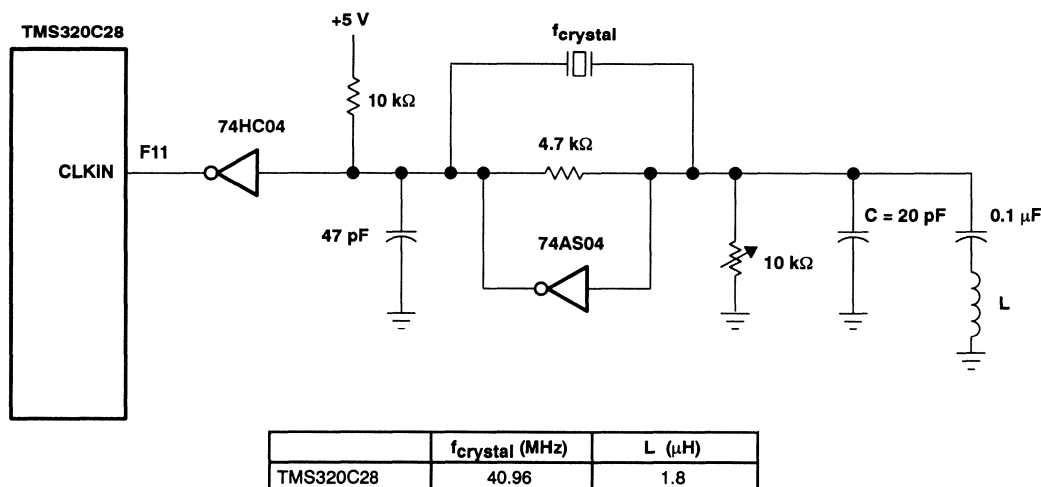 TMS320C28
+5 V
fcrystal
10 kΩ
74HC04
4.7 kΩ
F11
CLKIN
47 pF
74AS04
10 kΩ
C = 20 pF
0.1 μF
L
fcrystal (MHz) L (μH)
TMS320C28 40.96 1.8